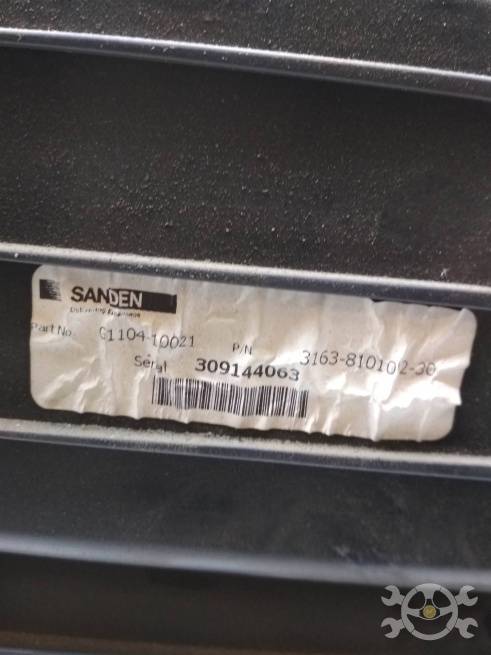 SANDEN
Delivering Excellence
Part No. G1104-10021 P/N 3163-810102-30
Serial 309144063